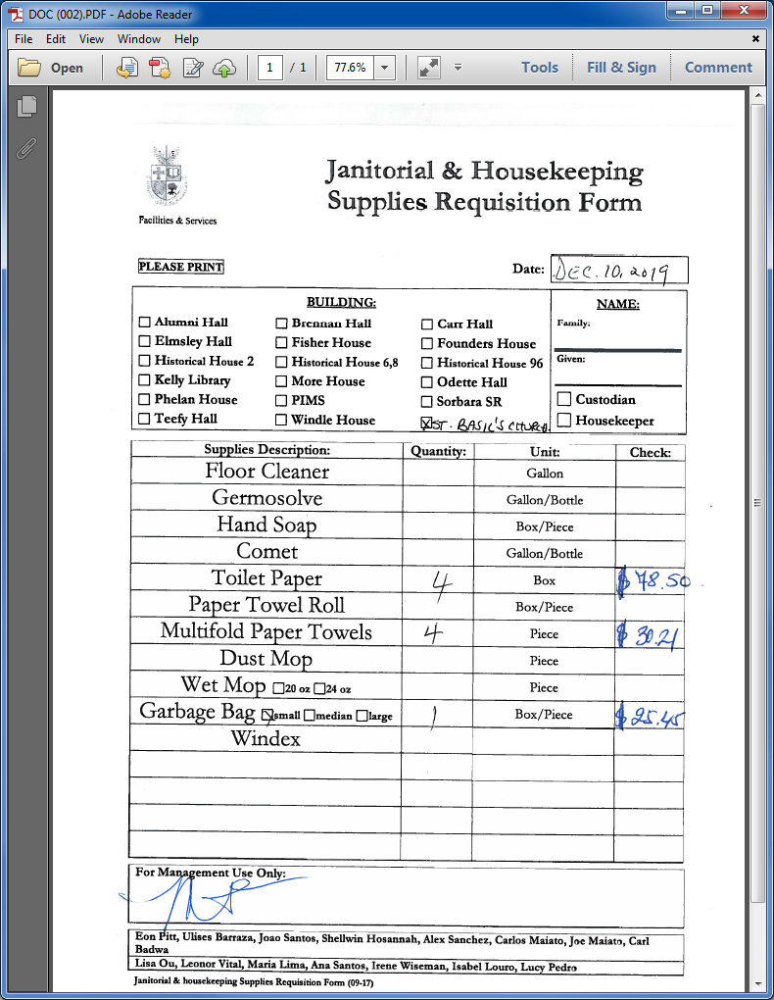 DOC (002).PDF - Adobe Reader
File Edit View Window Help
Open 1 / 1 77.6% Tools Fill & Sign Comment
Janitorial & Housekeeping
Supplies Requisition Form
Facilities & Services
PLEASE PRINT Date: DEC. 10, 2019
BUILDING: NAME:
Alumni Hall Brennan Hall Carr Hall Family:
Elmsley Hall Fisher House Founders House
Historical House 2 Historical House 6,8 Historical House 96 Given:
Kelly Library More House Odette Hall
Phelan House PIMS Sorbara SR Custodian
Teefy Hall Windle House ST. BASIL'S CHURCH Housekeeper
Supplies Description: Quantity: Unit: Check:
Floor Cleaner Gallon
Germosolve Gallon/Bottle
Hand Soap Box/Piece
Comet Gallon/Bottle
Toilet Paper 4 Box $ 78.50
Paper Towel Roll Box/Piece
Multifold Paper Towels 4 Piece $ 30.21
Dust Mop Piece
Wet Mop 20 oz 24 oz Piece
Garbage Bag small median large 1 Box/Piece $ 25.45
Windex
For Management Use Only:
Eon Pitt, Ulises Barraza, Joao Santos, Shellwin Hosannah, Alex Sanchez, Carlos Maiato, Joe Maiato, Carl
Badwa
Lisa Ou, Leonor Vital, Maria Lima, Ana Santos, Irene Wiseman, Isabel Louro, Lucy Pedro
Janitorial & housekeeping Supplies Requisition Form (09-17)